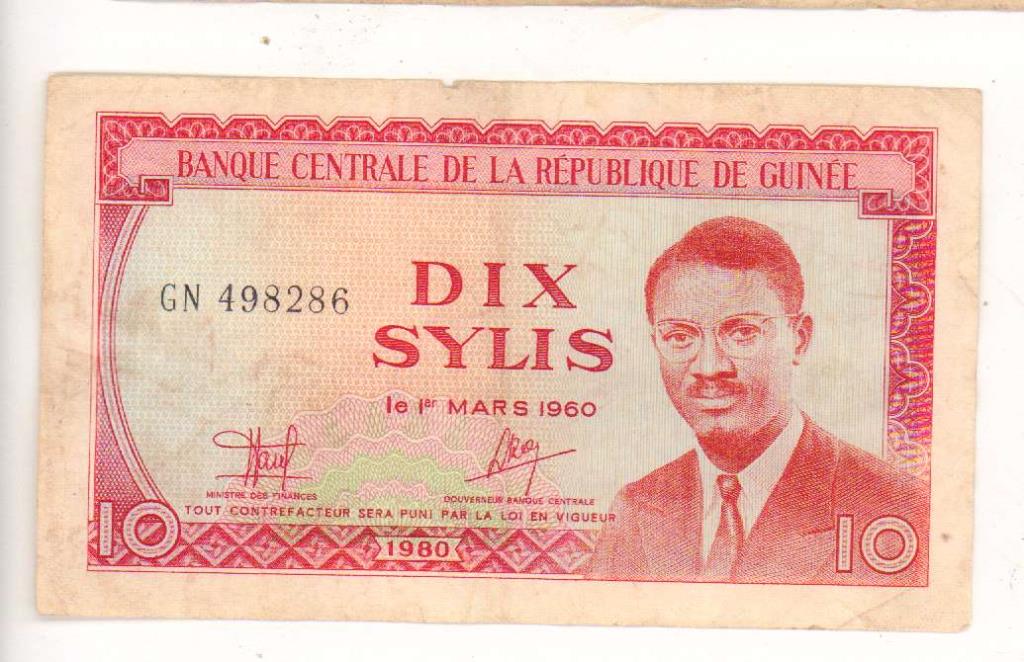 BANQUE CENTRALE DE LA RÉPUBLIQUE DE GUINÉE
GN 498286
DIX
SYLIS
le 1er MARS 1960
MINISTRE DES FINANCES
GOUVERNEUR BANQUE CENTRALE
TOUT CONTREFACTEUR SERA PUNI PAR LA LOI EN VIGUEUR
10
1980
10